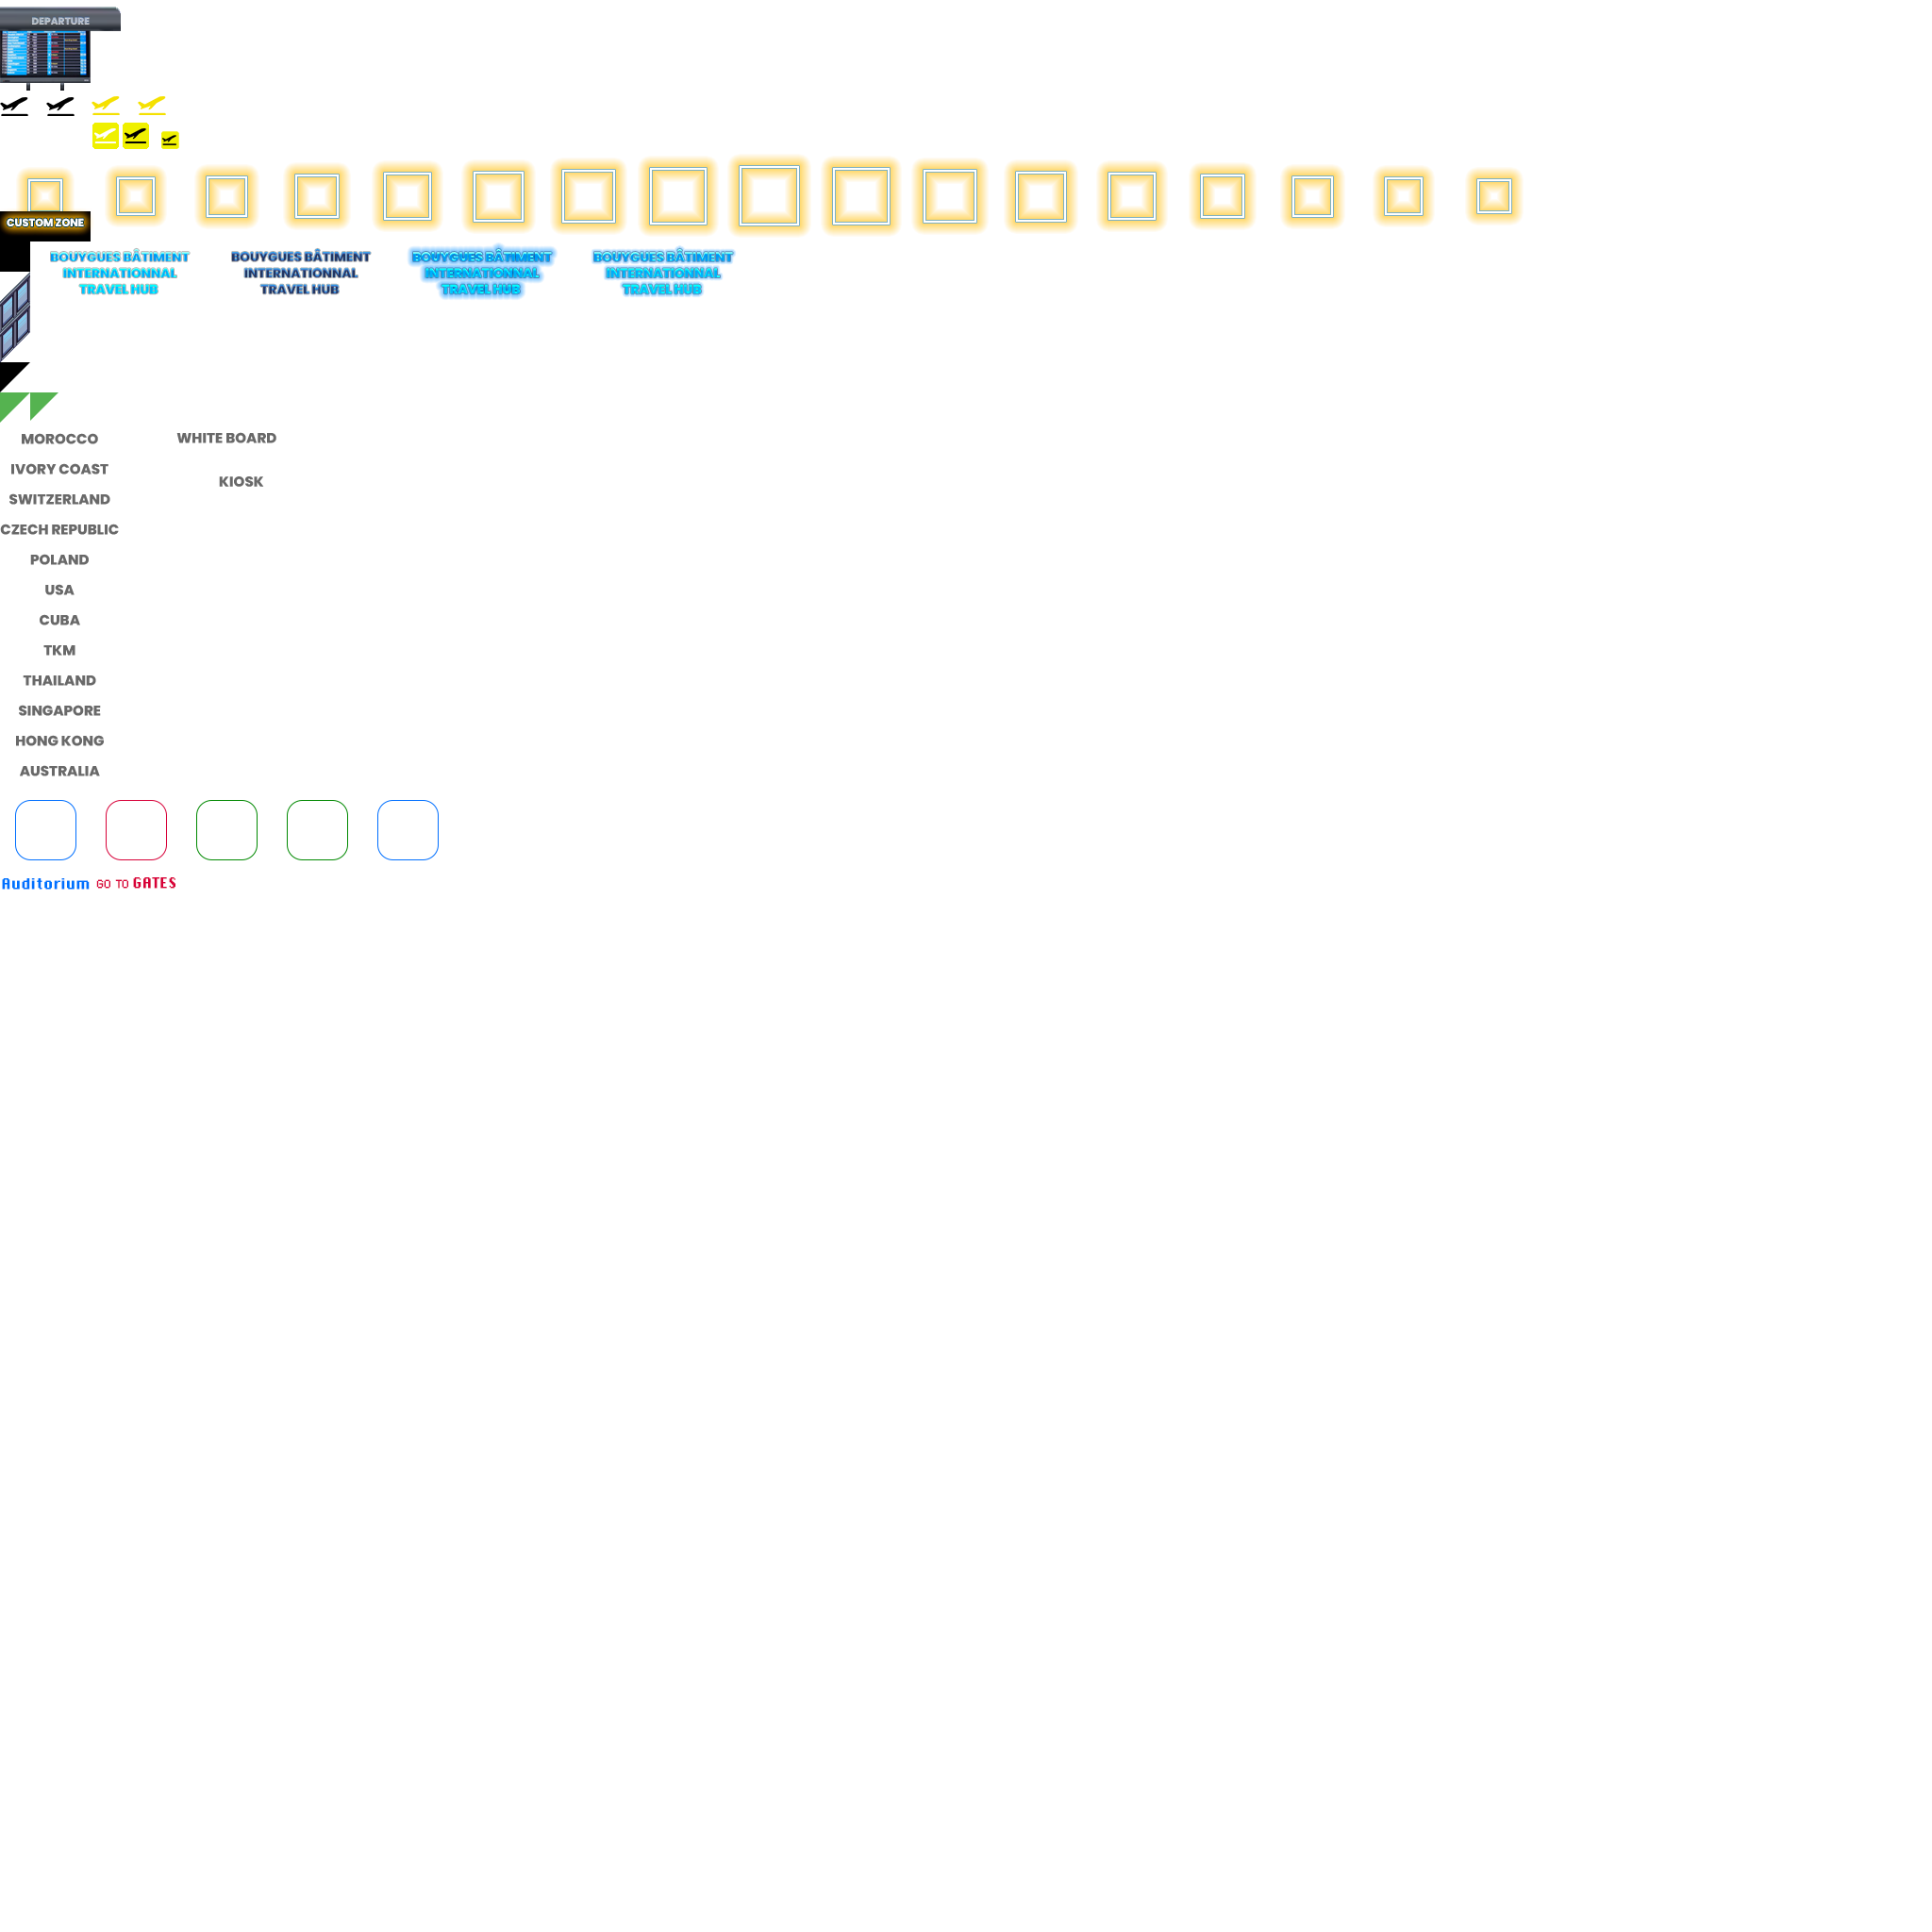 DEPARTURE
CUSTOM ZONE
BOUYGUES BÂTIMENT
INTERNATIONNAL
TRAVEL HUB
BOUYGUES BÂTIMENT
INTERNATIONNAL
TRAVEL HUB
BOUYGUES BÂTIMENT
INTERNATIONNAL
TRAVEL HUB
BOUYGUES BÂTIMENT
INTERNATIONNAL
TRAVEL HUB
MOROCCO
WHITE BOARD
IVORY COAST
KIOSK
SWITZERLAND
CZECH REPUBLIC
POLAND
USA
CUBA
TKM
THAILAND
SINGAPORE
HONG KONG
AUSTRALIA
Auditorium
GO TO GATES